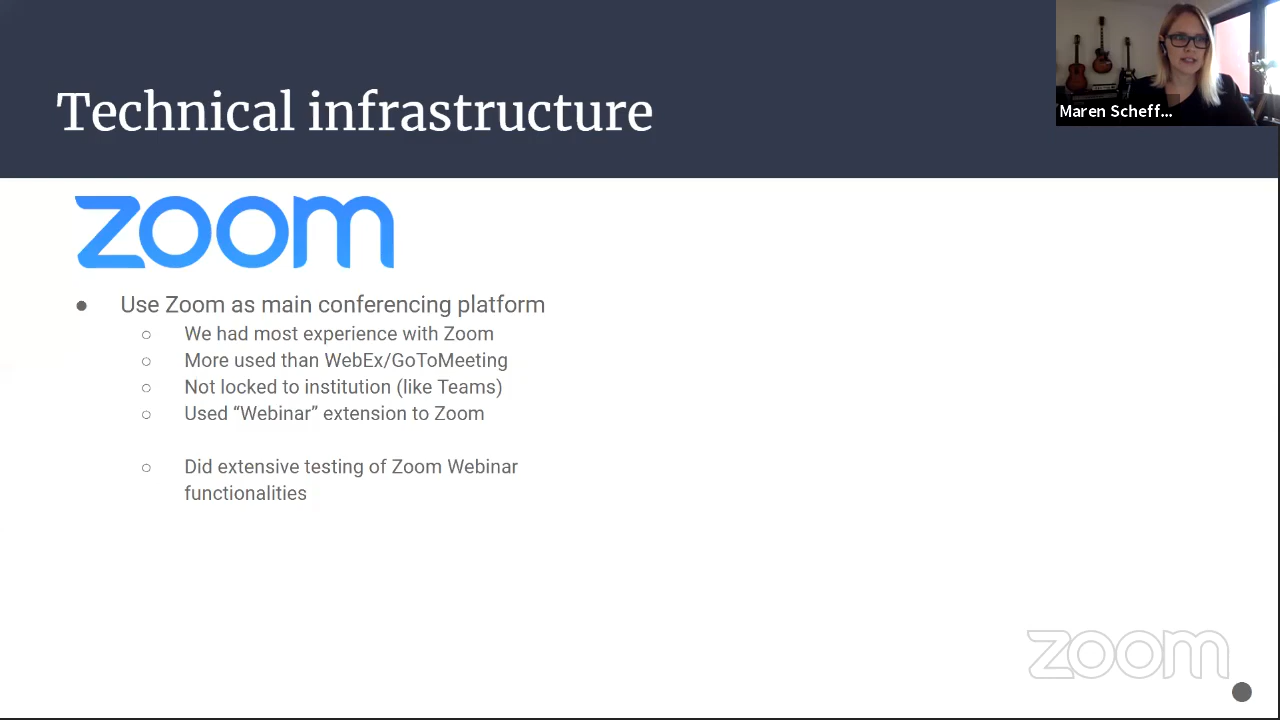 Technical infrastructure
Maren Scheff...
zoom
● Use Zoom as main conferencing platform
○ We had most experience with Zoom
○ More used than WebEx/GoToMeeting
○ Not locked to institution (like Teams)
○ Used “Webinar” extension to Zoom
○ Did extensive testing of Zoom Webinar
functionalities
zoom